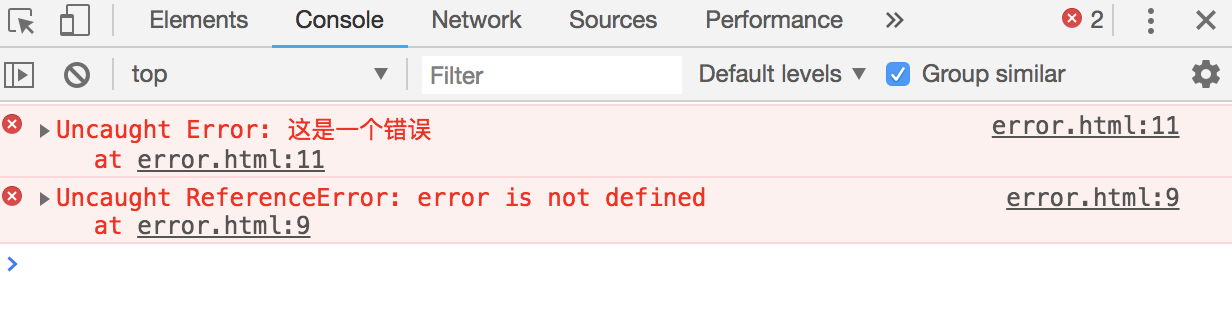 Elements Console Network Sources Performance » 2
top Filter Default levels Group similar
Uncaught Error: 这是一个错误 error.html:11
at error.html:11
Uncaught ReferenceError: error is not defined error.html:9
at error.html:9